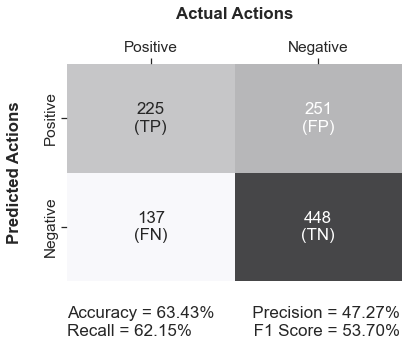 Actual Actions
Positive Negative
Predicted Actions
Positive
225 251
(TP) (FP)
Negative
137 448
(FN) (TN)
Accuracy = 63.43% Precision = 47.27%
Recall = 62.15% F1 Score = 53.70%